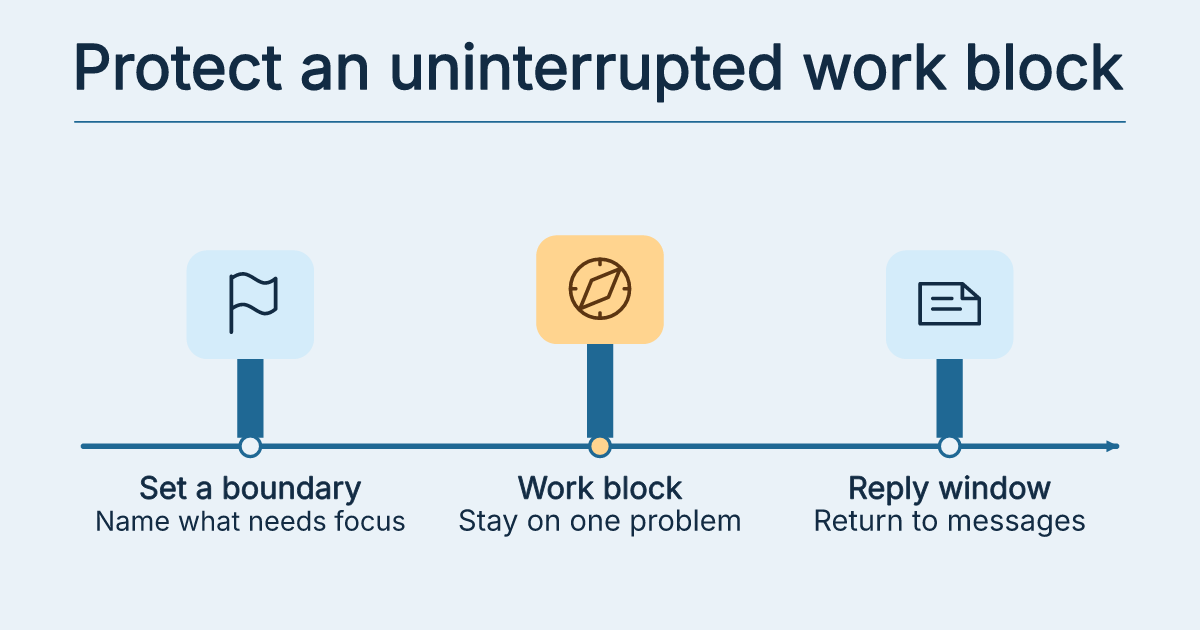 Protect an uninterrupted work block
Set a boundary
Name what needs focus
Work block
Stay on one problem
Reply window
Return to messages